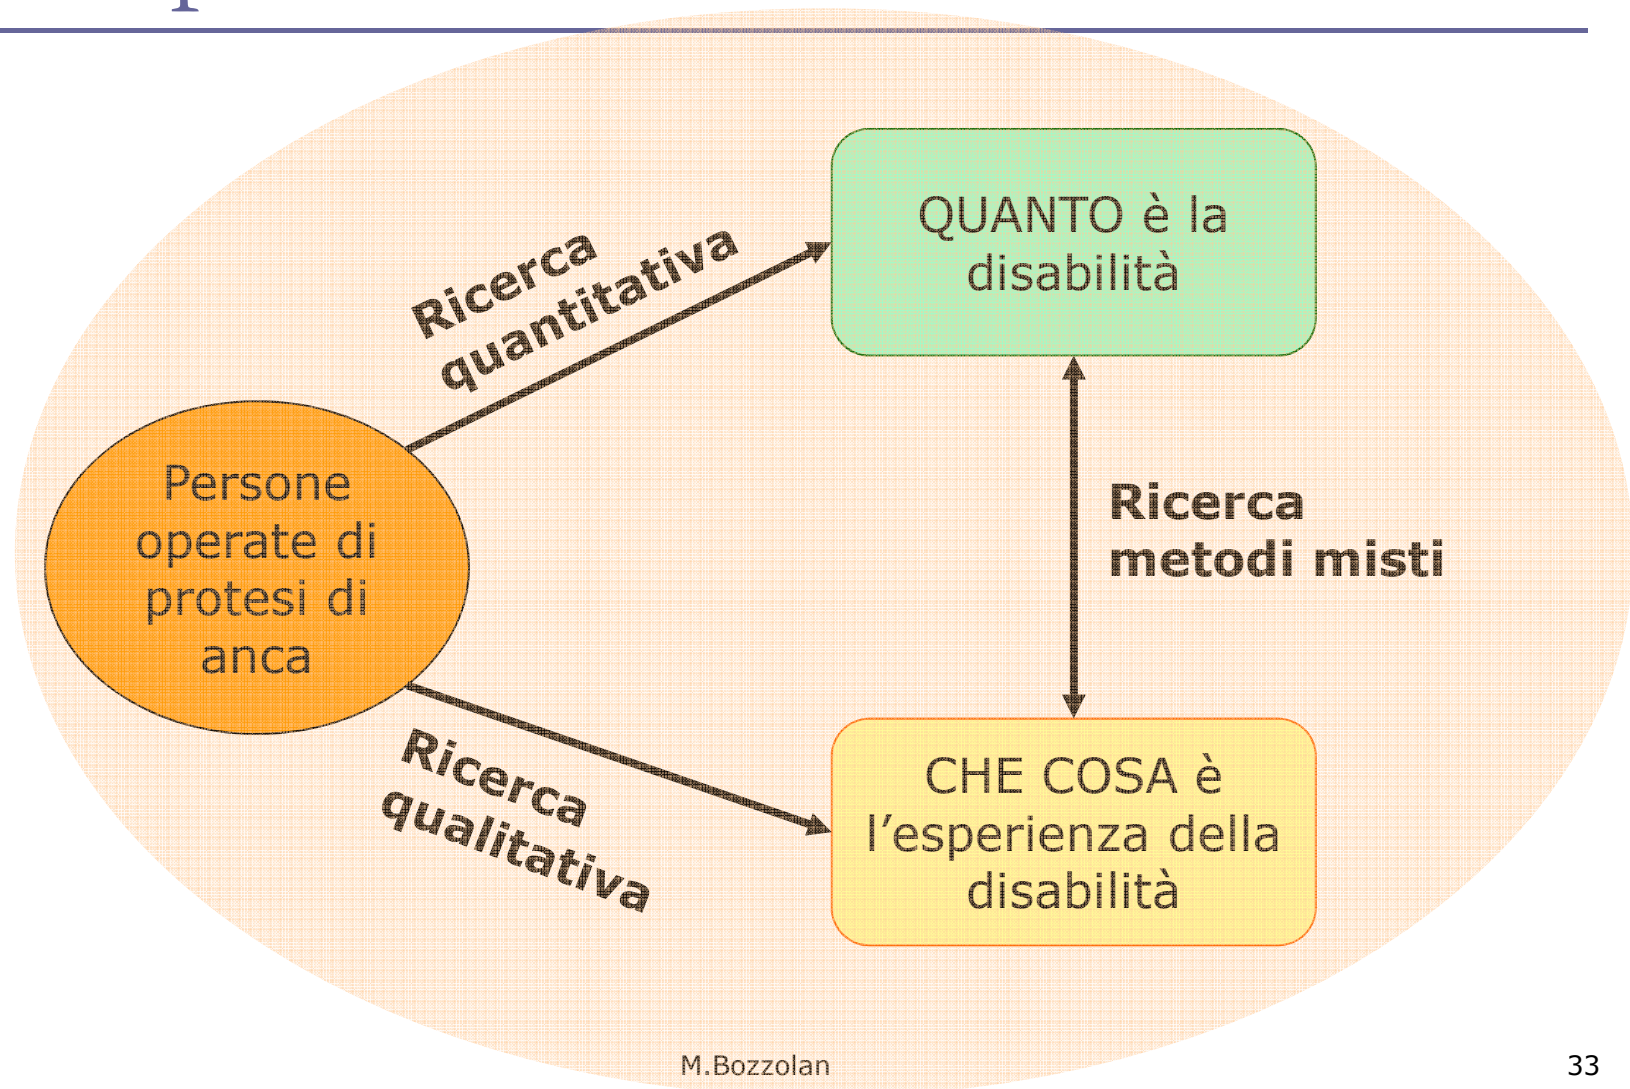 Ricerca
quantitativa
QUANTO è la
disabilità
Persone
operate di
protesi di
anca
Ricerca
metodi misti
Ricerca
qualitativa
CHE COSA è
l’esperienza della
disabilità
M.Bozzolan
33